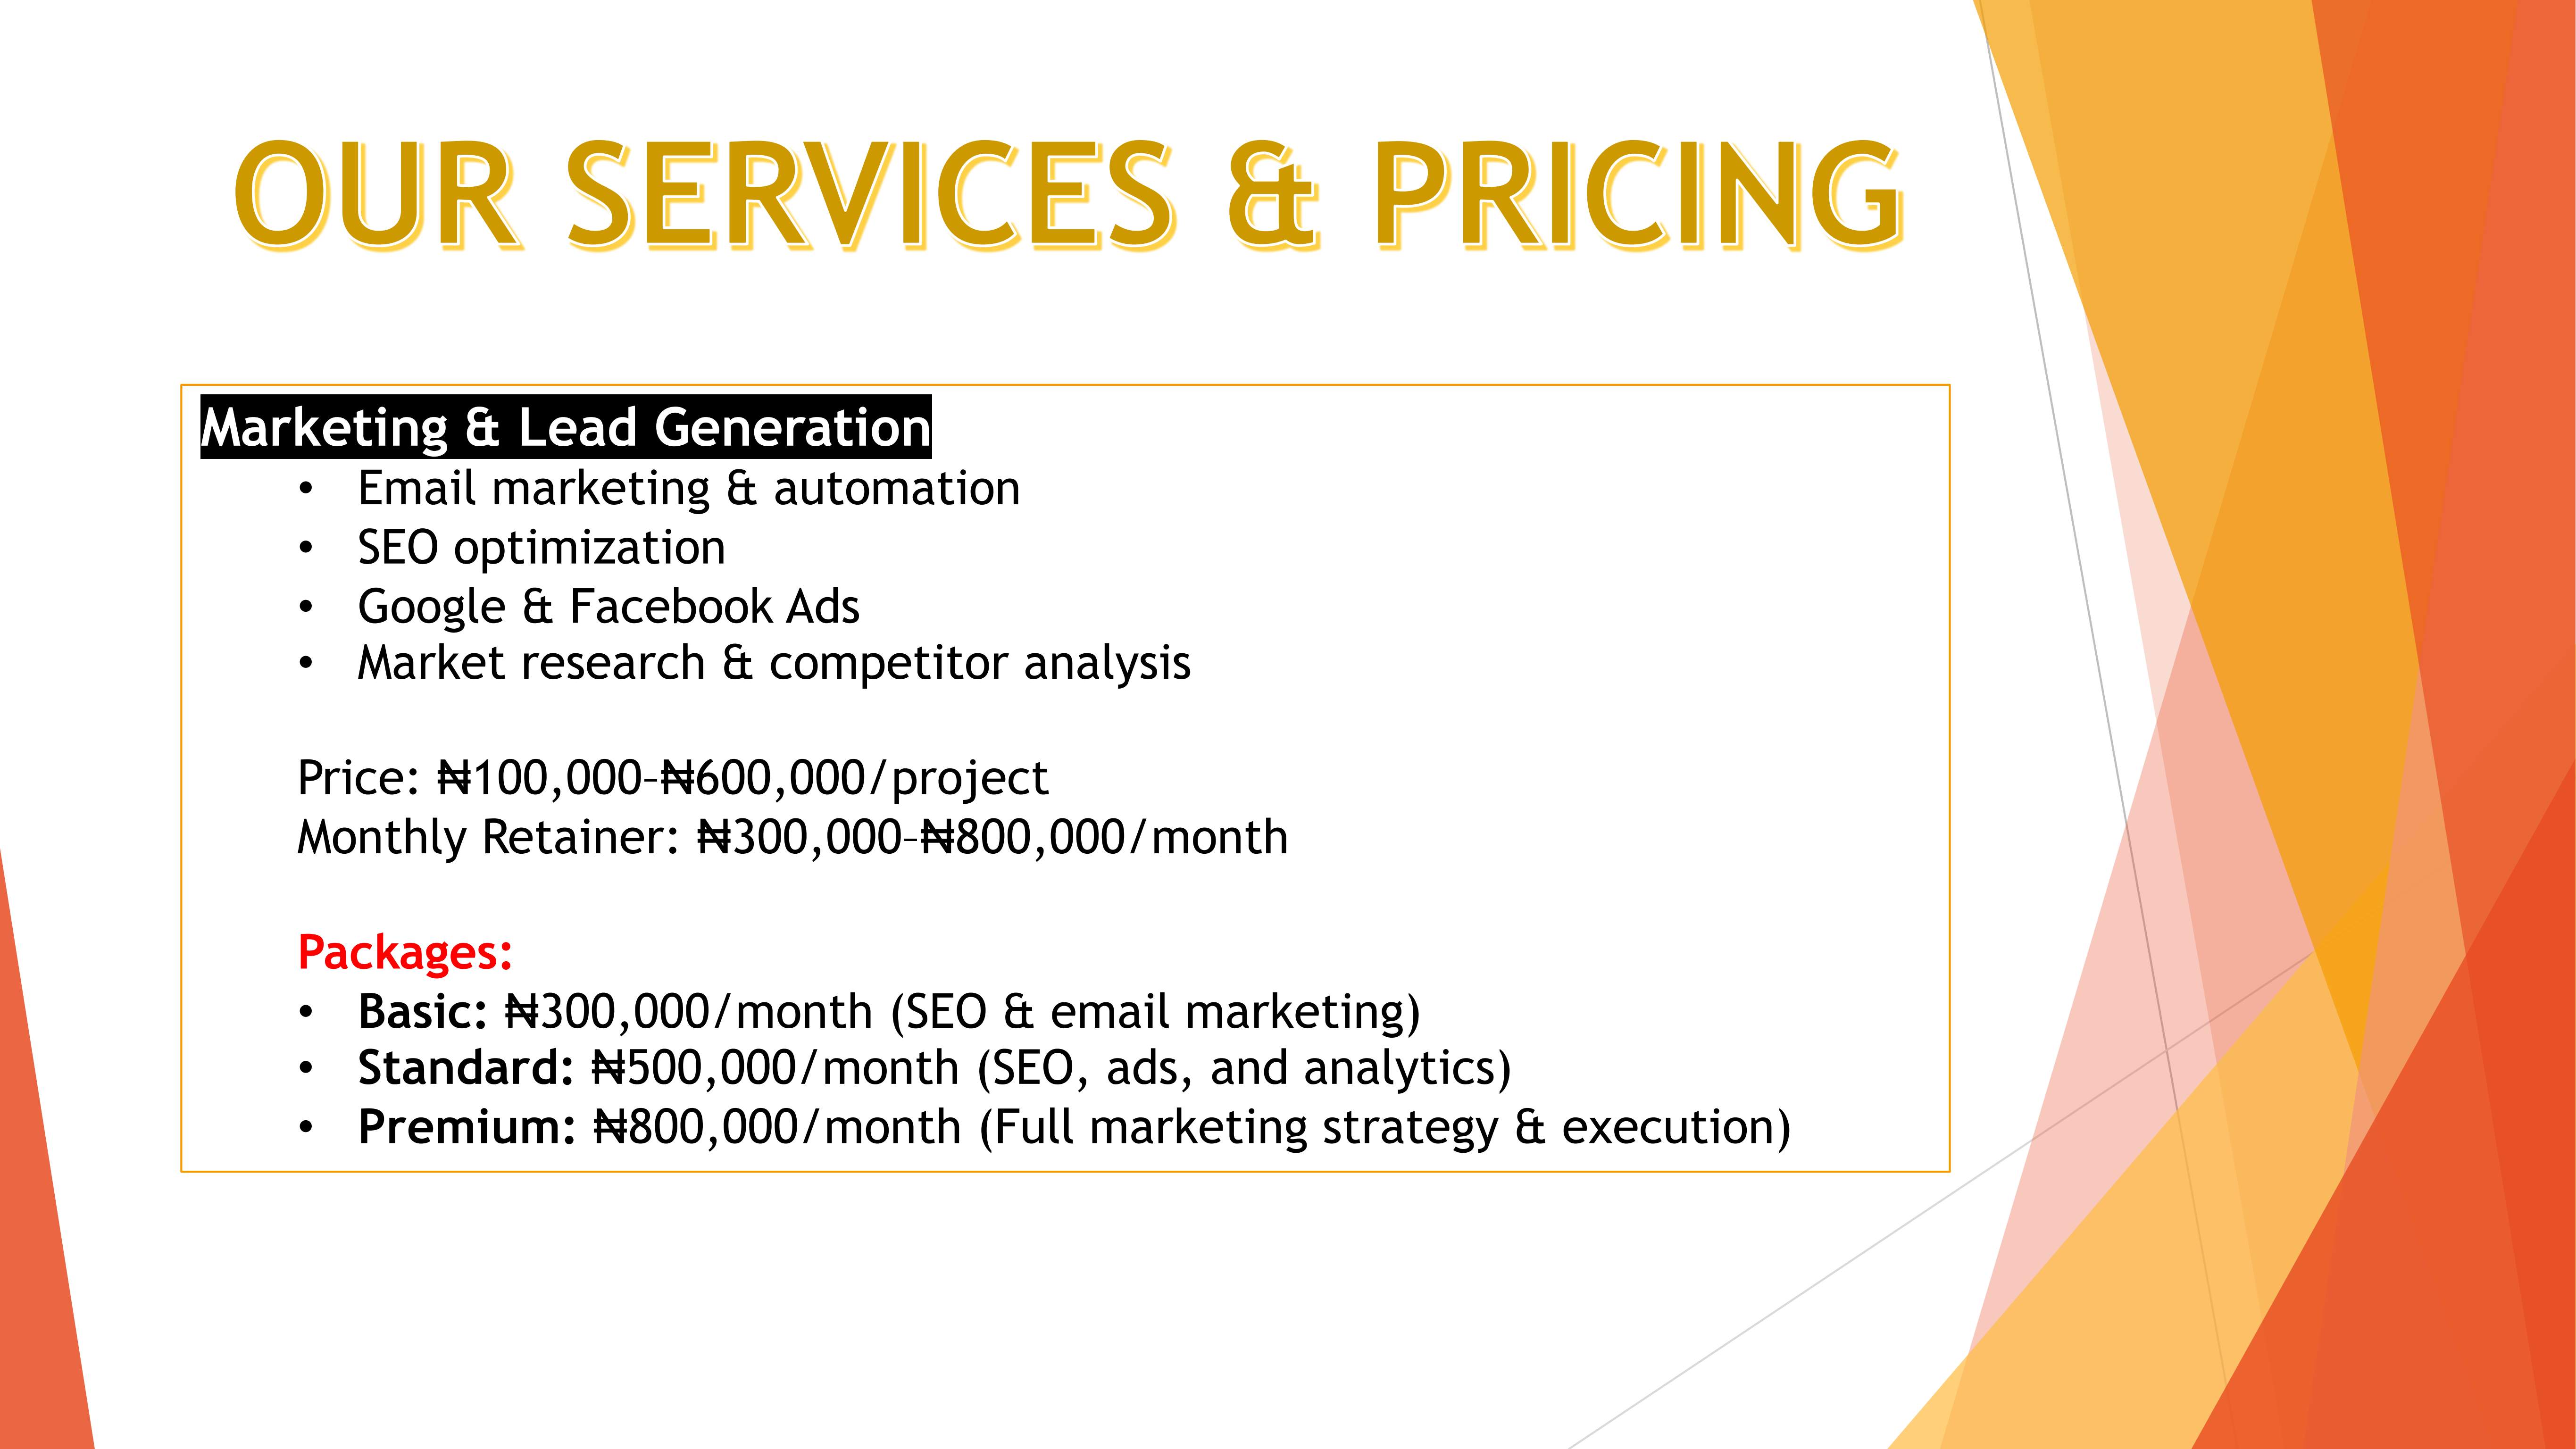 OUR SERVICES & PRICING
Marketing & Lead Generation
• Email marketing & automation
• SEO optimization
• Google & Facebook Ads
• Market research & competitor analysis
Price: ₦100,000–₦600,000/project
Monthly Retainer: ₦300,000–₦800,000/month
Packages:
• Basic: ₦300,000/month (SEO & email marketing)
• Standard: ₦500,000/month (SEO, ads, and analytics)
• Premium: ₦800,000/month (Full marketing strategy & execution)